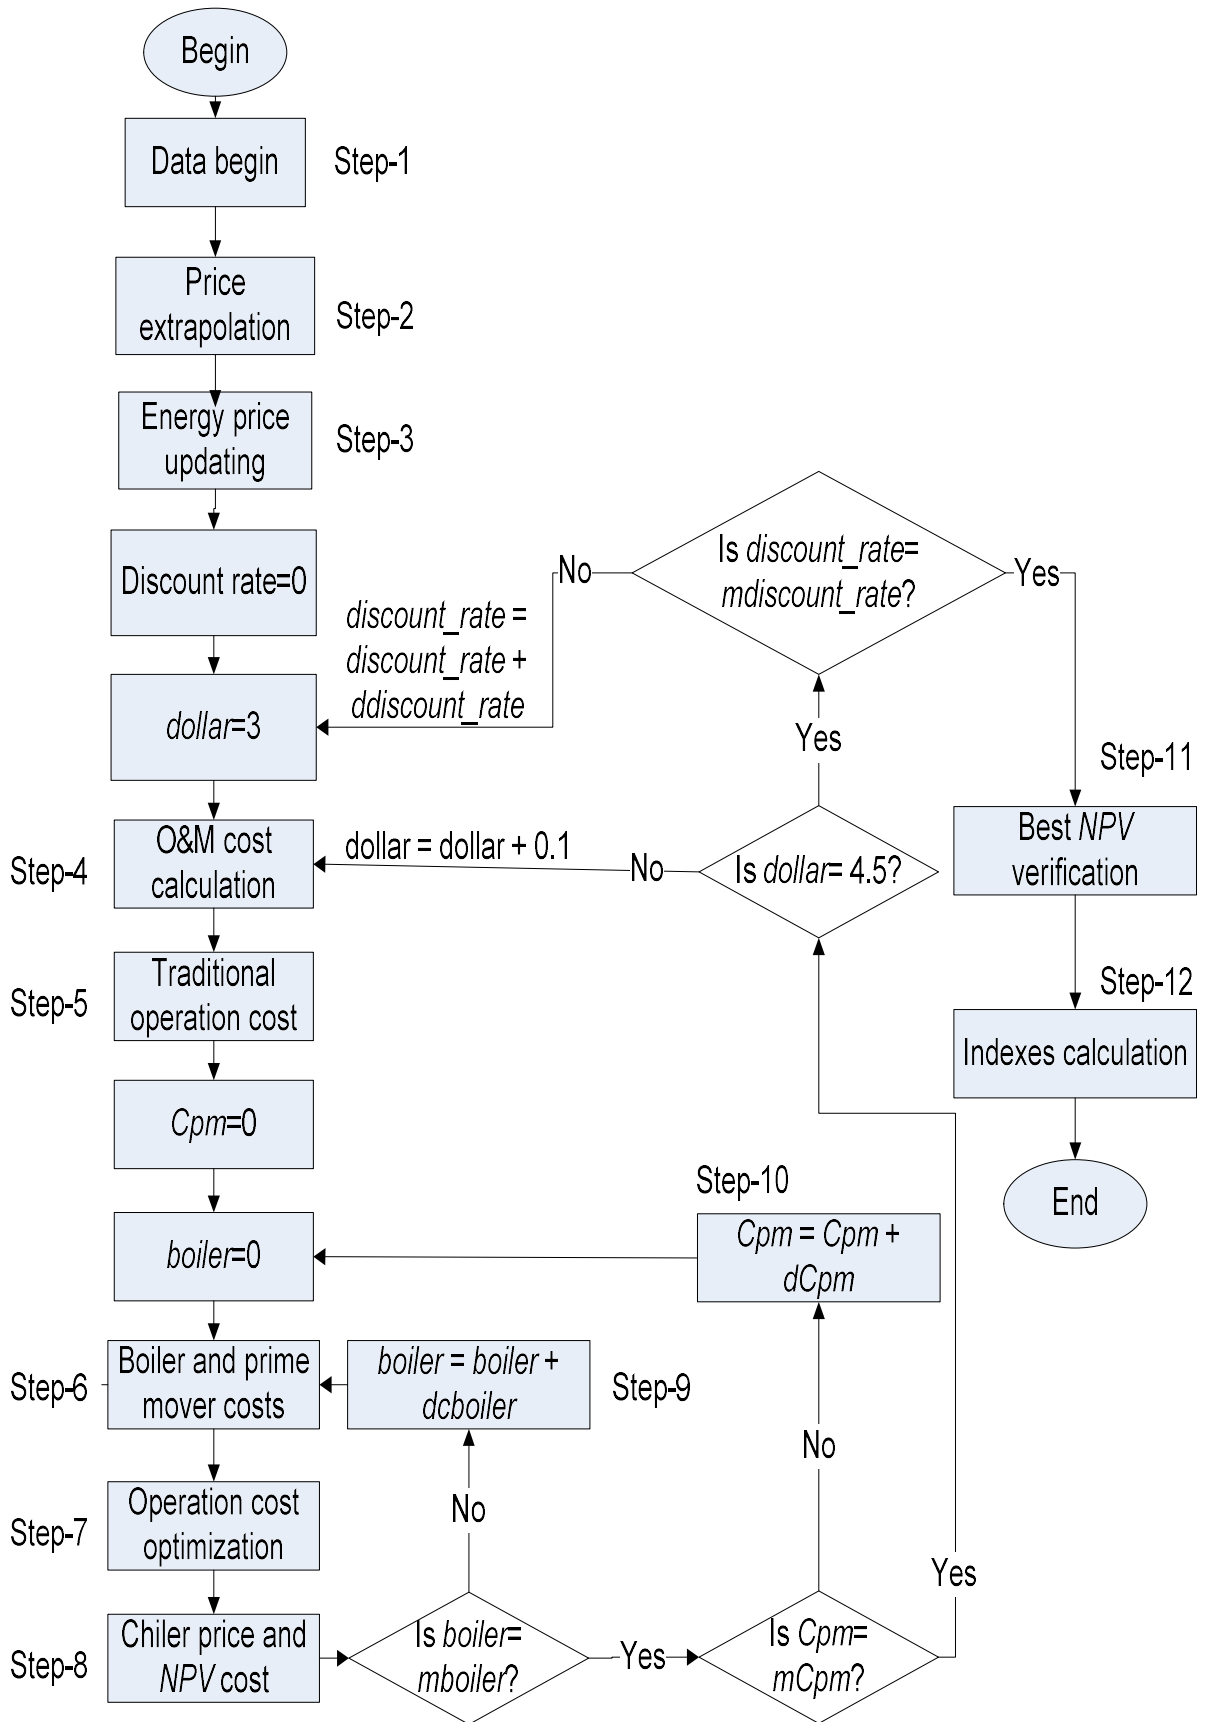 Begin
Data begin
Step-1
Price
extrapolation
Step-2
Energy price
updating
Step-3
Discount rate=0
dollar=3
discount_rate =
discount_rate +
ddiscount_rate
No
Is discount_rate=
mdiscount_rate?
Yes
Yes
Step-4
O&M cost
calculation
dollar = dollar + 0.1
No
Is dollar= 4.5?
Step-11
Best NPV
verification
Step-5
Traditional
operation cost
Step-12
Indexes calculation
End
Cpm=0
boiler=0
Step-10
Cpm = Cpm +
dCpm
No
Step-6
Boiler and prime
mover costs
boiler = boiler +
dcboiler
Step-9
No
Step-7
Operation cost
optimization
Step-8
Chiler price and
NPV cost
Is boiler=
mboiler?
Yes
Is Cpm=
mCpm?
Yes